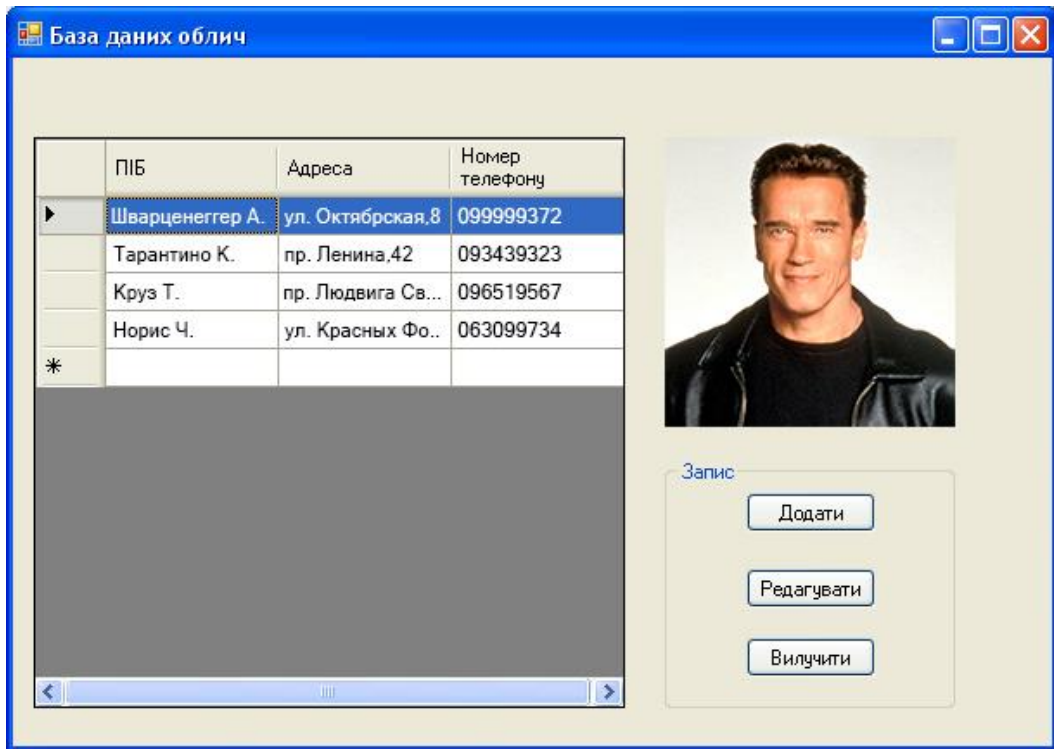 База даних облич
ПІБ Адреса Номер телефону
Шварценеггер А. ул. Октябрская,8 099999372
Тарантино К. пр. Ленина,42 093439323
Круз Т. пр. Людвига Св... 096519567
Норис Ч. ул. Красных Фо.. 063099734
Запис
Додати
Редагувати
Вилучити